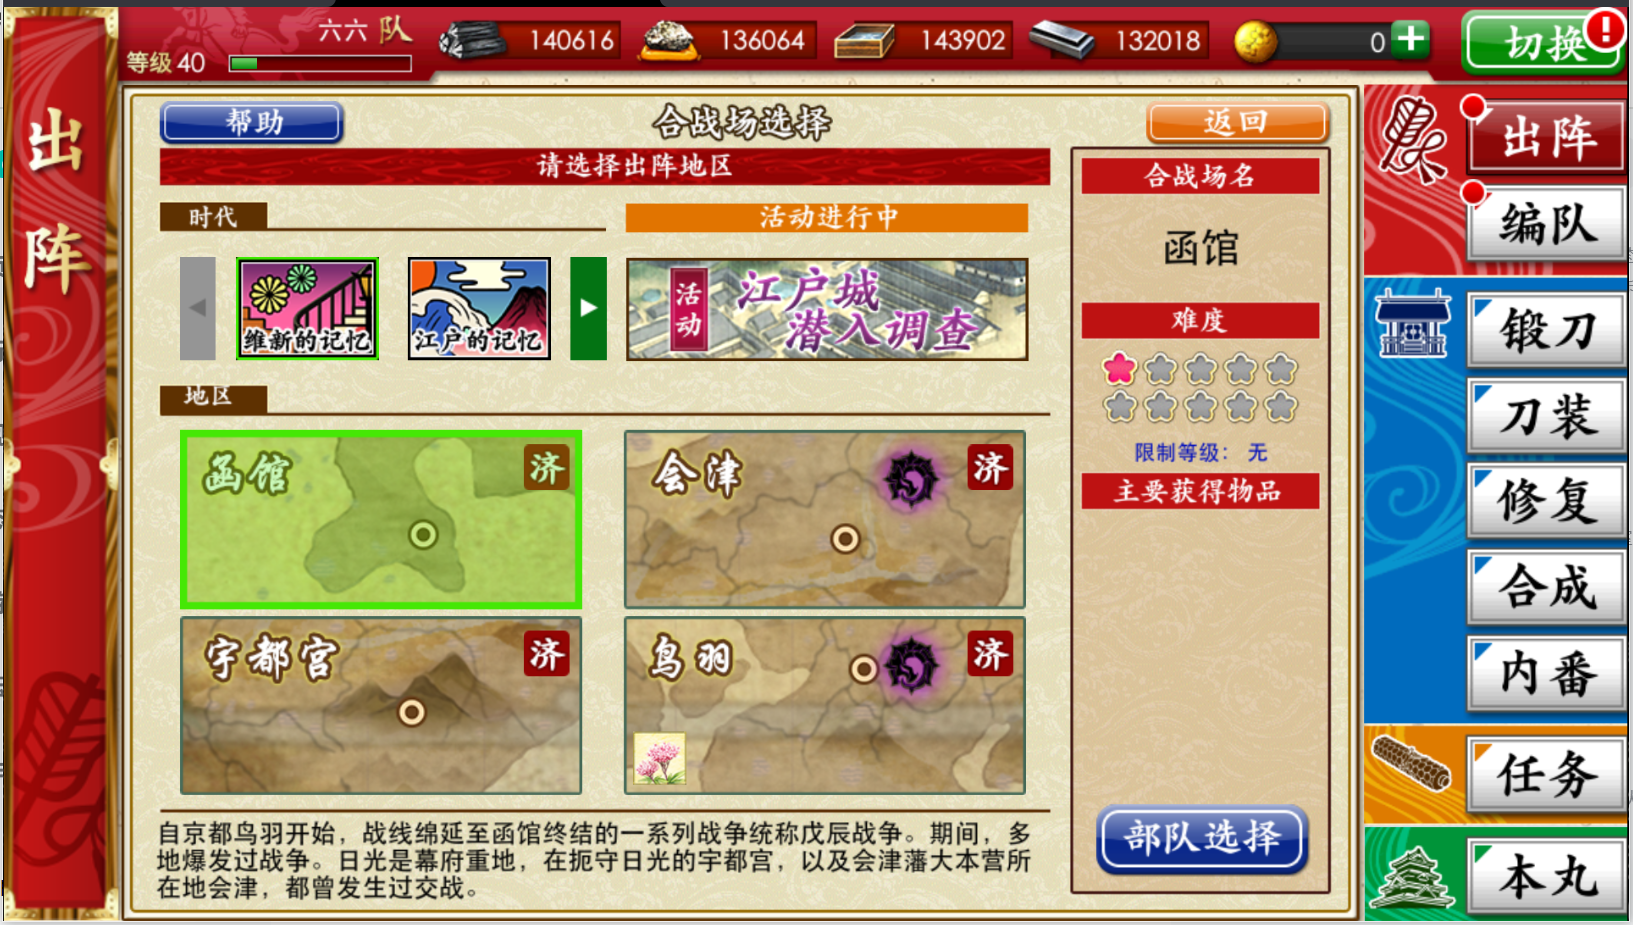 六六 队
等级 40
140616
136064
143902
132018
0
切换
出阵
帮助
合战场选择
返回
请选择出阵地区
时代
活动进行中
维新的记忆
江户的记忆
活动
江户城
潜入调查
地区
函馆
济
会津
济
宇都宫
济
鸟羽
济
自京都鸟羽开始，战线绵延至函馆终结的一系列战争统称戊辰战争。期间，多
地爆发过战争。日光是幕府重地，在扼守日光的宇都宫，以及会津藩大本营所
在地会津，都曾发生过交战。
合战场名
函馆
难度
限制等级： 无
主要获得物品
部队选择
出阵
编队
锻刀
刀装
修复
合成
内番
任务
本丸